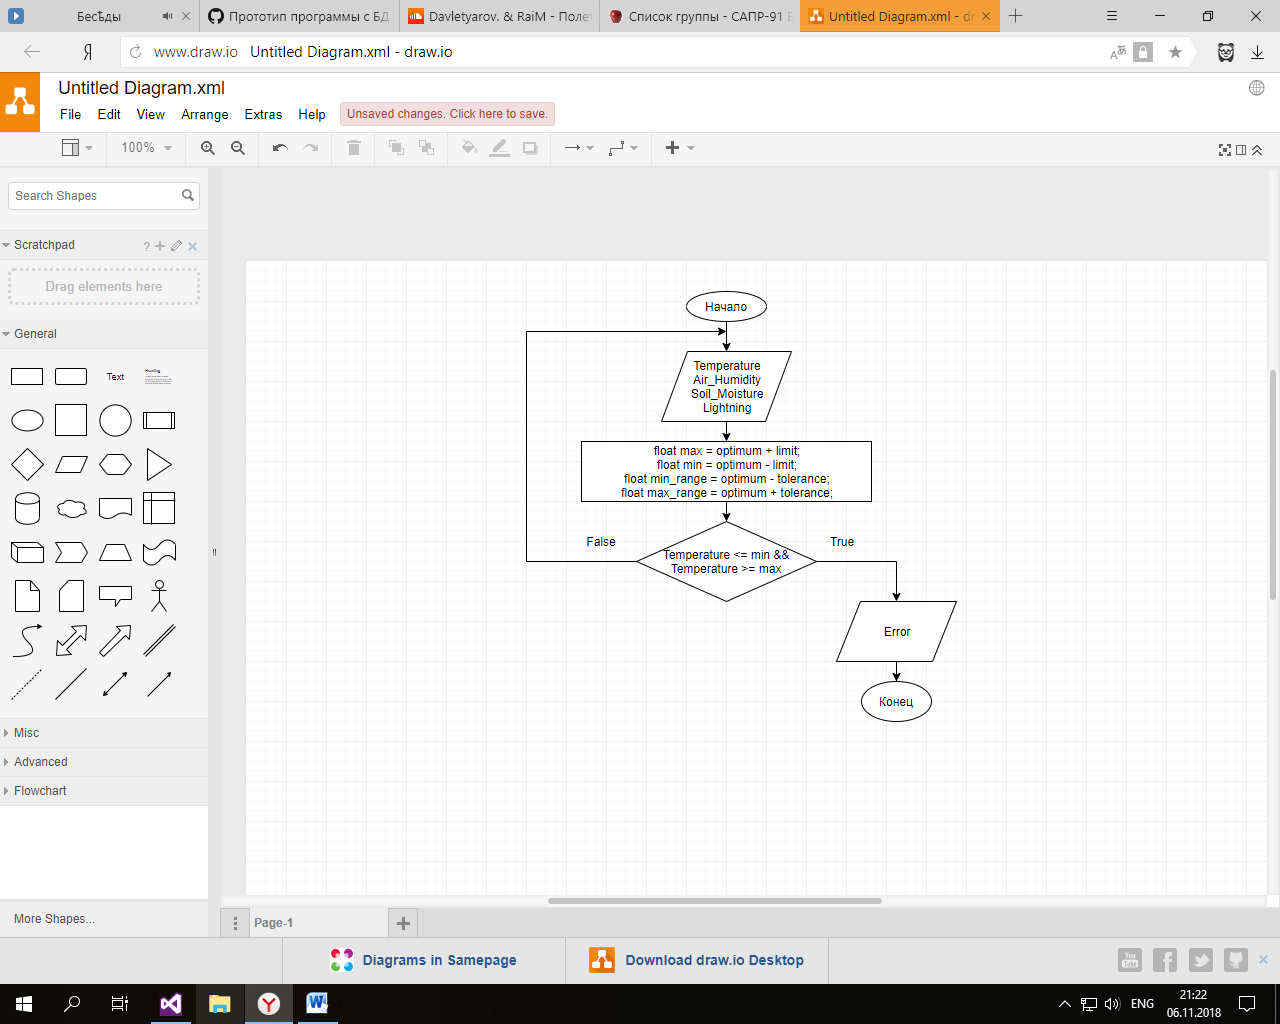 БесѢды
Прототип программы с БД
Davletyarov. & RaiM - Полет
Список группы - САПР-91 Б
Untitled Diagram.xml - dr
Я
www.draw.io Untitled Diagram.xml - draw.io
Untitled Diagram.xml
File Edit View Arrange Extras Help
Unsaved changes. Click here to save.
100%
Search Shapes
Scratchpad
?
Drag elements here
General
Text
Heading
Misc
Advanced
Flowchart
More Shapes...
Начало
Temperature
Air_Humidity
Soil_Moisture
Lightning
float max = optimum + limit;
float min = optimum - limit;
float min_range = optimum - tolerance;
float max_range = optimum + tolerance;
False
Temperature <= min &&
Temperature >= max
True
Error
Конец
Page-1
Diagrams in Samepage
Download draw.io Desktop
You
Tube
ENG
21:22
06.11.2018